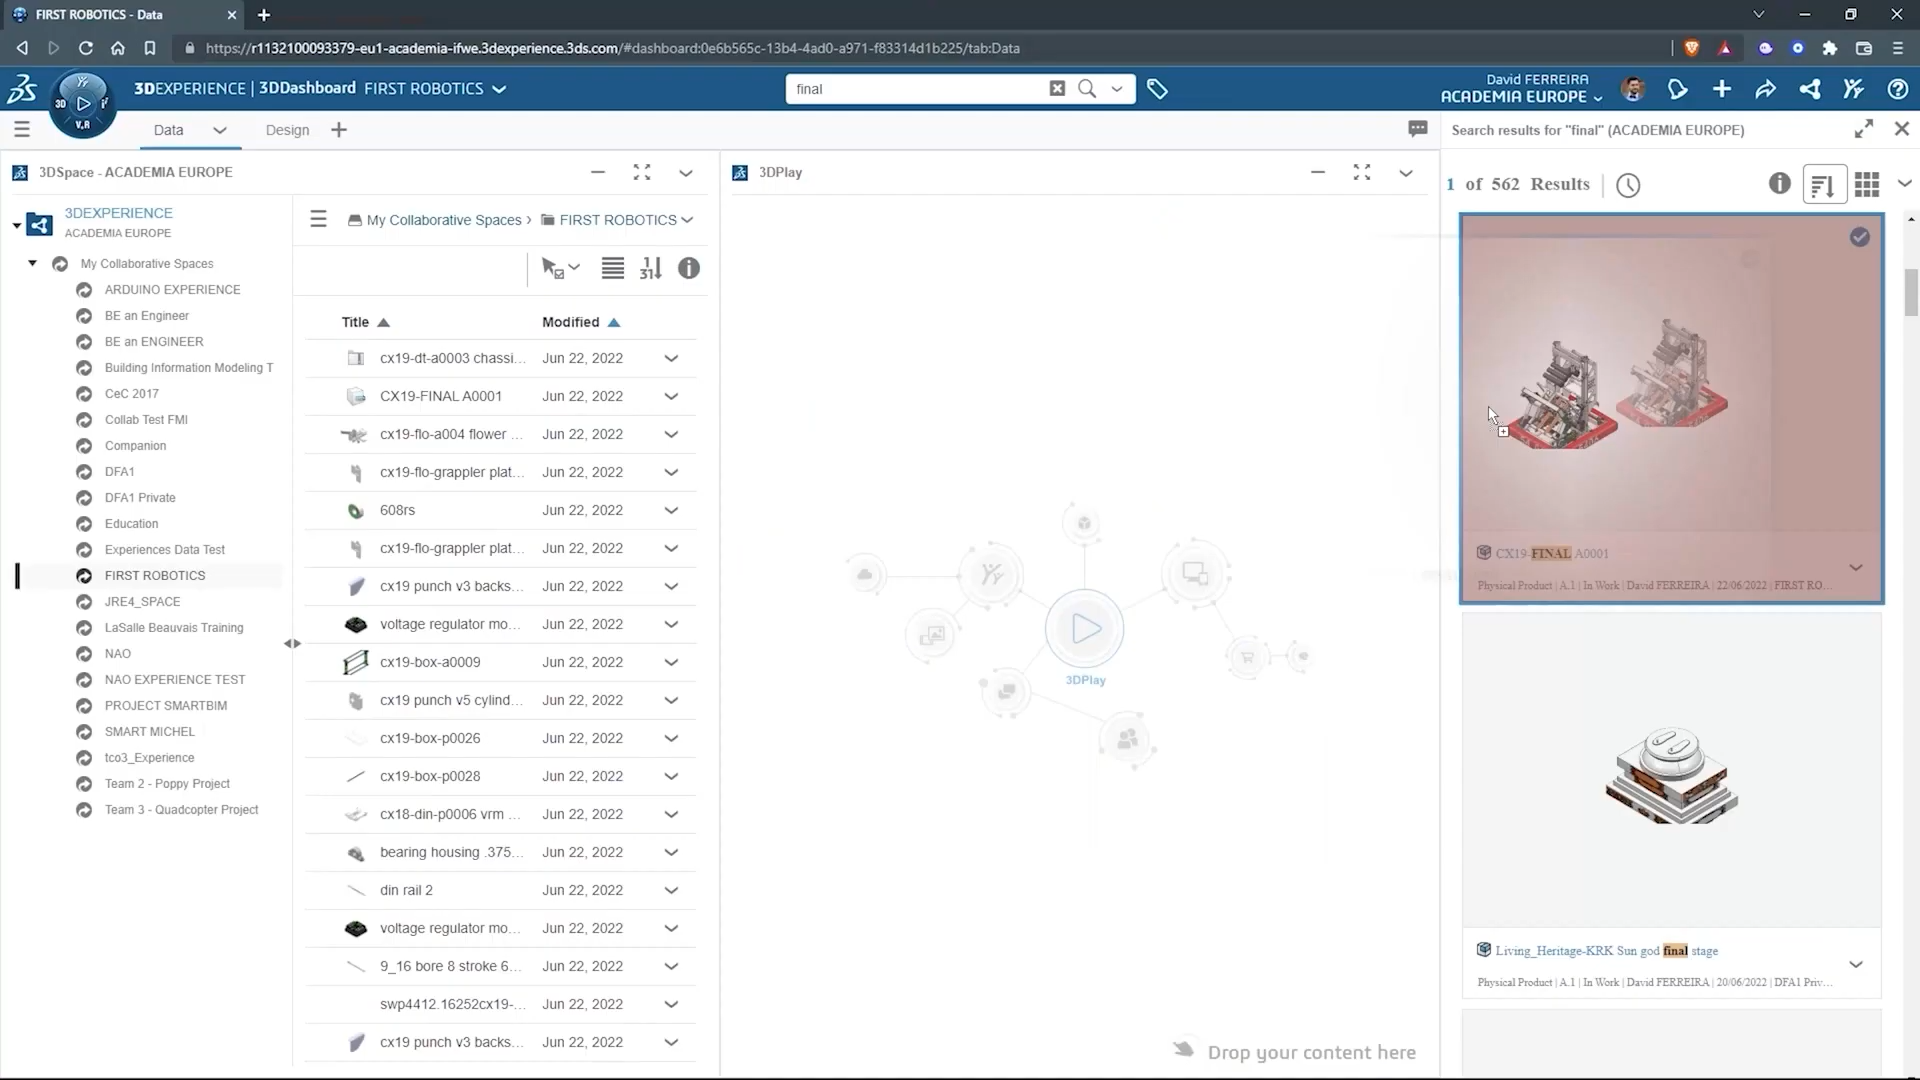 FIRST ROBOTICS - Data
https://r1132100093379-eu1-academia-ifwe.3dexperience.3ds.com/#dashboard:0e6b565c-13b4-4ad0-a971-f83314d1b225/tab:Data
3D
V.R
3DEXPERIENCE | 3DDashboard FIRST ROBOTICS
final
David FERREIRA
ACADEMIA EUROPE
Data
Design
Search results for "final" (ACADEMIA EUROPE)
3DSpace - ACADEMIA EUROPE
3DPlay
1 of 562 Results
3DEXPERIENCE
ACADEMIA EUROPE
My Collaborative Spaces
ARDUINO EXPERIENCE
BE an Engineer
BE an ENGINEER
Building Information Modeling T
CeC 2017
Collab Test FMI
Companion
DFA1
DFA1 Private
Education
Experiences Data Test
FIRST ROBOTICS
JRE4_SPACE
LaSalle Beauvais Training
NAO
NAO EXPERIENCE TEST
PROJECT SMARTBIM
SMART MICHEL
tco3_Experience
Team 2 - Poppy Project
Team 3 - Quadcopter Project
My Collaborative Spaces › FIRST ROBOTICS
Title Modified
cx19-dt-a0003 chassi... Jun 22, 2022
CX19-FINAL A0001 Jun 22, 2022
cx19-flo-a004 flower ... Jun 22, 2022
cx19-flo-grappler plat... Jun 22, 2022
608rs Jun 22, 2022
cx19-flo-grappler plat... Jun 22, 2022
cx19 punch v3 backs... Jun 22, 2022
voltage regulator mo... Jun 22, 2022
cx19-box-a0009 Jun 22, 2022
cx19 punch v5 cylind... Jun 22, 2022
cx19-box-p0026 Jun 22, 2022
cx19-box-p0028 Jun 22, 2022
cx18-din-p0006 vrm ... Jun 22, 2022
bearing housing .375... Jun 22, 2022
din rail 2 Jun 22, 2022
voltage regulator mo... Jun 22, 2022
9_16 bore 8 stroke 6... Jun 22, 2022
swp4412.16252cx19-... Jun 22, 2022
cx19 punch v3 backs... Jun 22, 2022
3DPlay
Drop your content here
CX19-FINAL A0001
Physical Product | A.1 | In Work | David FERREIRA | 22/06/2022 | FIRST RO...
Living_Heritage-KRK Sun god final stage
Physical Product | A.1 | In Work | David FERREIRA | 20/06/2022 | DFA1 Priv...